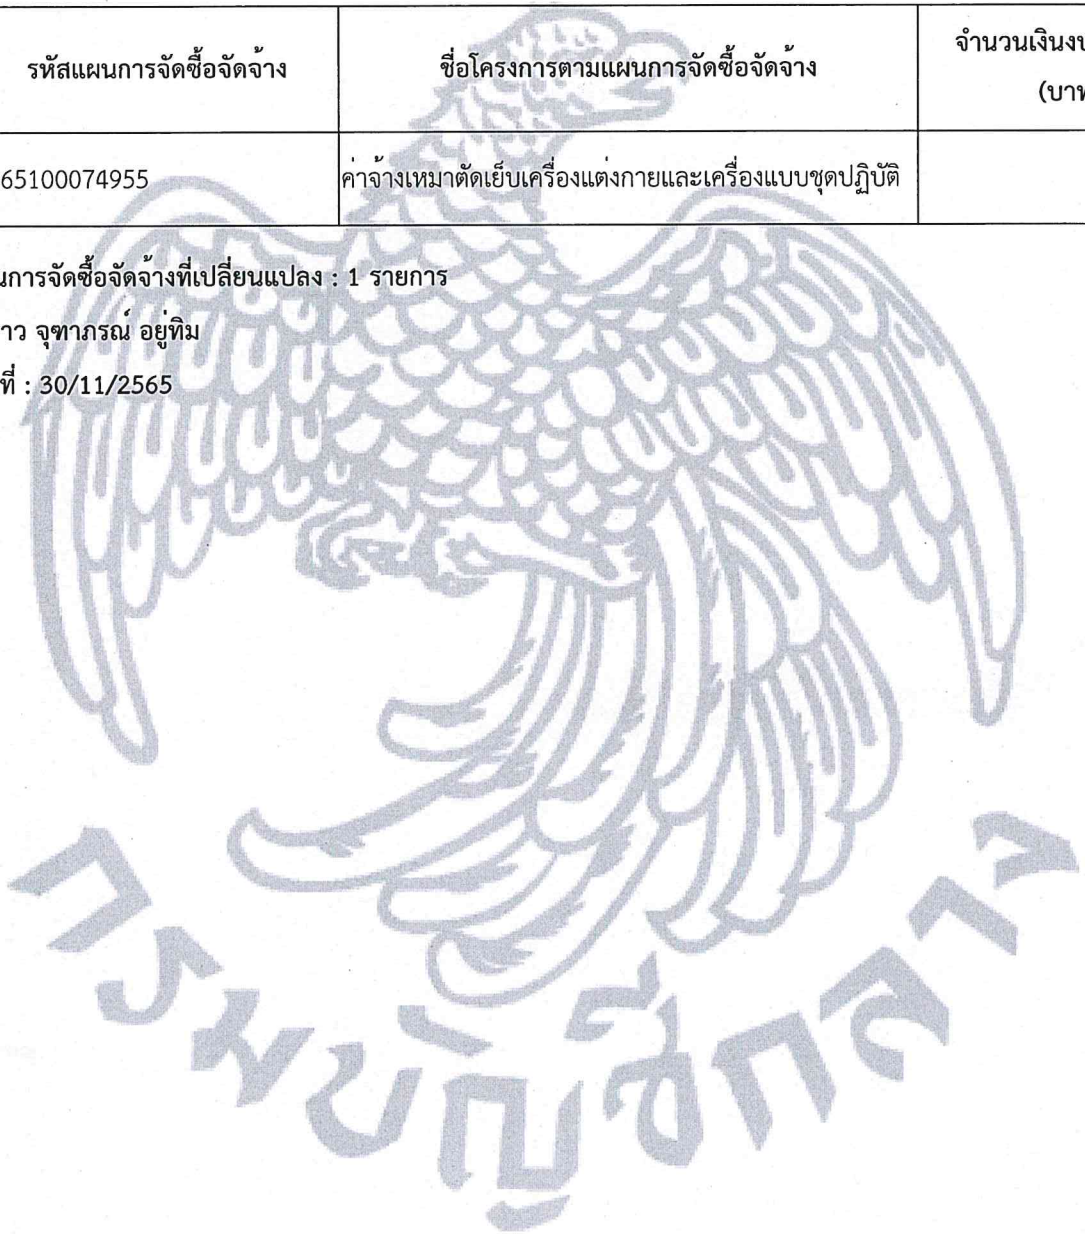 รหัสแผนการจัดซื้อจัดจ้าง
ชื่อโครงการตามแผนการจัดซื้อจัดจ้าง
จำนวนเงินงบ
(บาท
65100074955
ค่าจ้างเหมาตัดเย็บเครื่องแต่งกายและเครื่องแบบชุดปฏิบัติ
นการจัดซื้อจัดจ้างที่เปลี่ยนแปลง : 1 รายการ
าว จุฑาภรณ์ อยู่ทิม
ที่ : 30/11/2565
กรมบัญชีกลาง